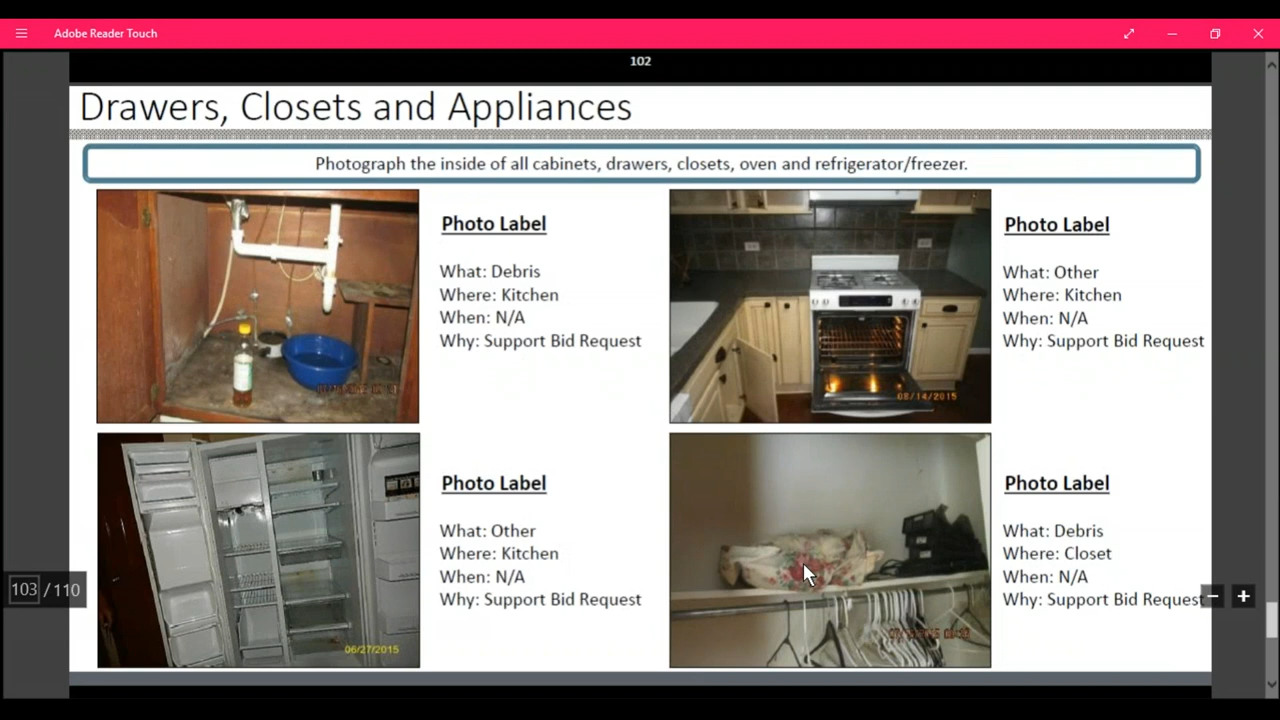 Adobe Reader Touch
102
Drawers, Closets and Appliances
Photograph the inside of all cabinets, drawers, closets, oven and refrigerator/freezer.
Photo Label
What: Debris
Where: Kitchen
When: N/A
Why: Support Bid Request
Photo Label
What: Other
Where: Kitchen
When: N/A
Why: Support Bid Request
08/14/2015
Photo Label
What: Other
Where: Kitchen
When: N/A
Why: Support Bid Request
06/27/2015
Photo Label
What: Debris
Where: Closet
When: N/A
Why: Support Bid Request
103 / 110